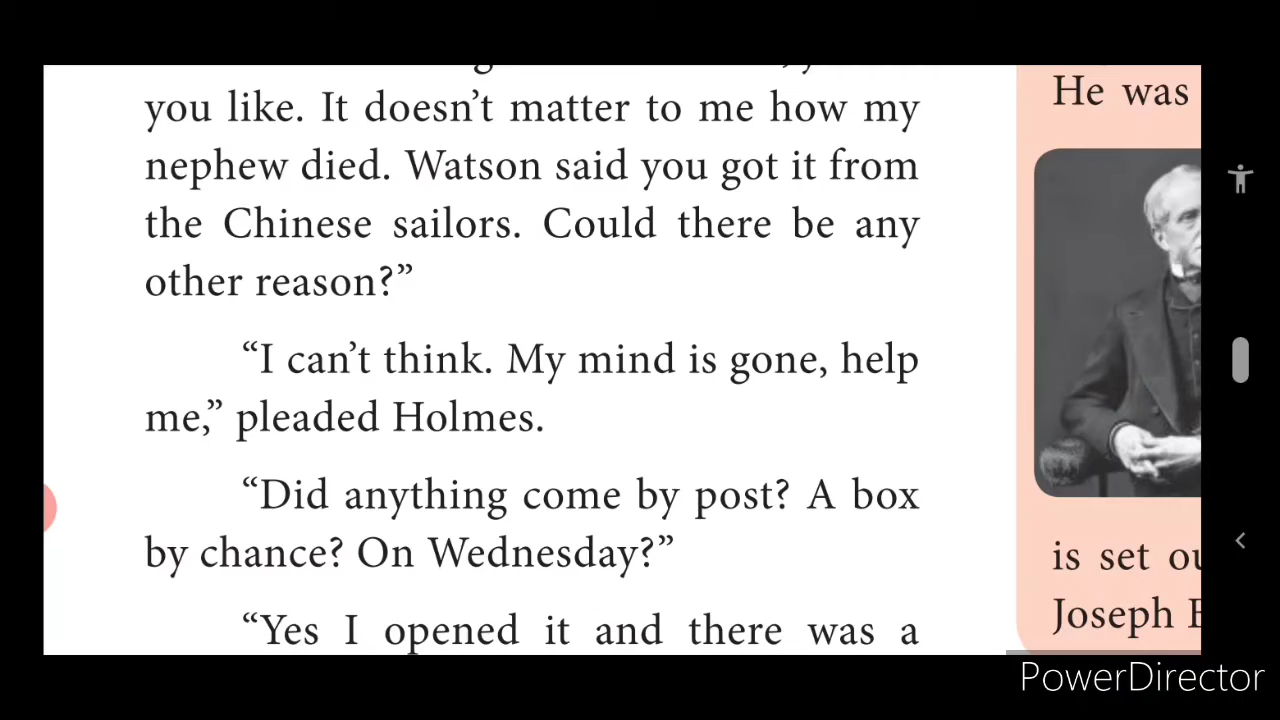 you like. It doesn’t matter to me how my
nephew died. Watson said you got it from
the Chinese sailors. Could there be any
other reason?”
“I can’t think. My mind is gone, help
me,” pleaded Holmes.
“Did anything come by post? A box
by chance? On Wednesday?”
“Yes I opened it and there was a
He was
is set
Joseph
PowerDirector